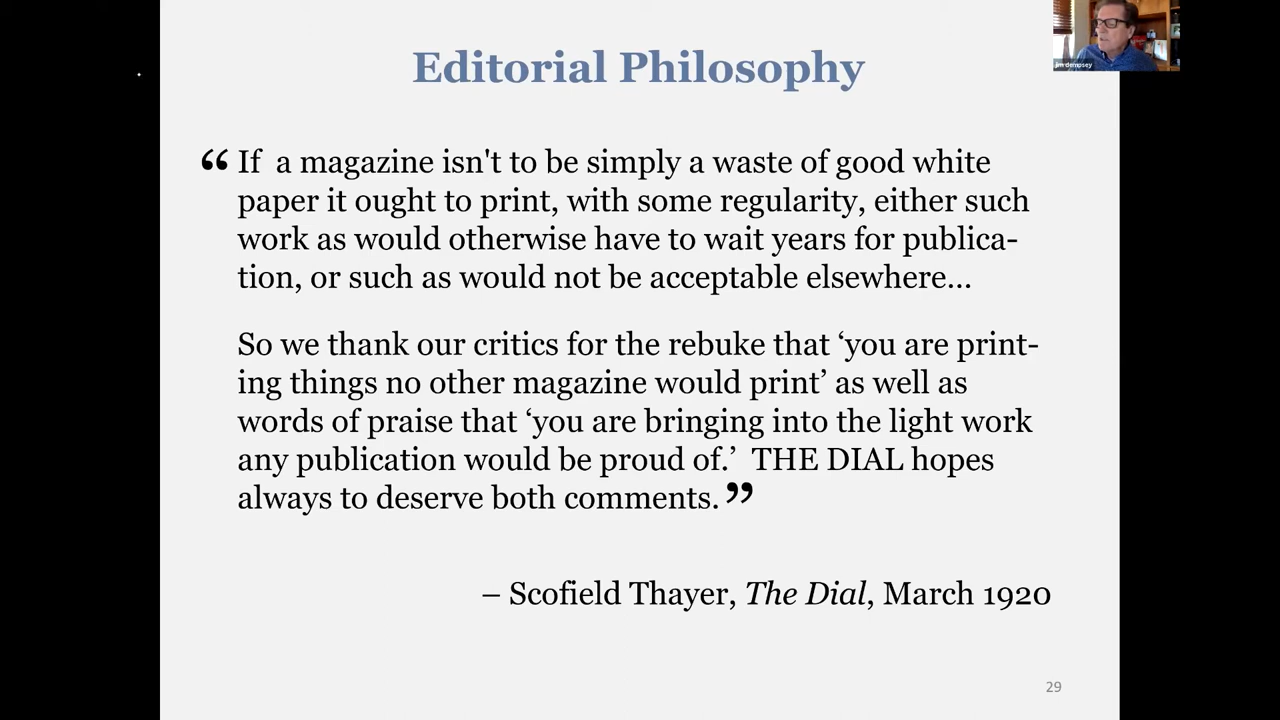 Editorial Philosophy
“ If a magazine isn't to be simply a waste of good white
paper it ought to print, with some regularity, either such
work as would otherwise have to wait years for publica-
tion, or such as would not be acceptable elsewhere...
So we thank our critics for the rebuke that ‘you are print-
ing things no other magazine would print’ as well as
words of praise that ‘you are bringing into the light work
any publication would be proud of.’ THE DIAL hopes
always to deserve both comments. ”
– Scofield Thayer, The Dial, March 1920
29
jim dempsey